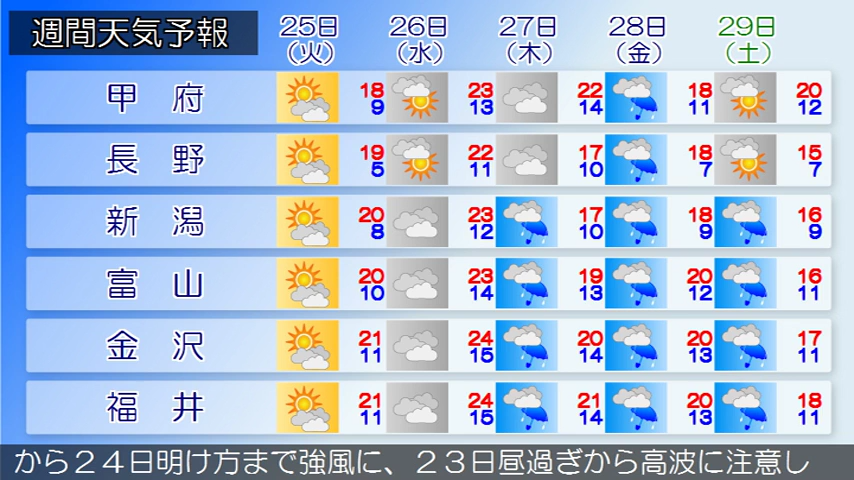 週間天気予報 25日 26日 27日 28日 29日
(火) (水) (木) (金) (土)
甲府 18 9 23 13 22 14 18 11 20 12
長野 19 5 22 11 17 10 18 7 15 7
新潟 20 8 23 12 17 10 18 9 16 9
富山 20 10 23 14 19 13 20 12 16 11
金沢 21 11 24 15 20 14 20 13 17 11
福井 21 11 24 15 21 14 20 13 18 11
から24日明け方まで強風に、23日昼過ぎから高波に注意し